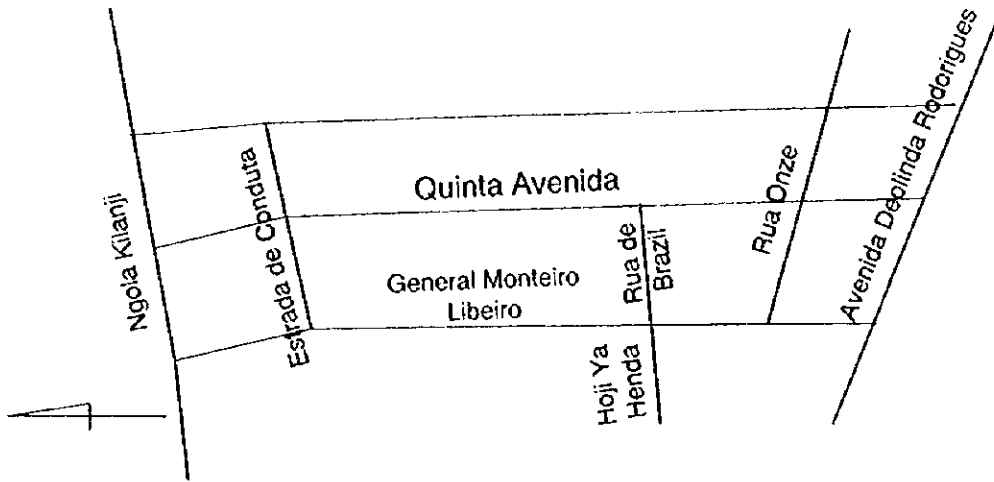 Ngola Kilanji
Estrada de Conduta
Quinta Avenida
General Monteiro
Libeiro
Rua de
Brazil
Hoji Ya
Henda
Rua Onze
Avenida Deolinda Rodorigues